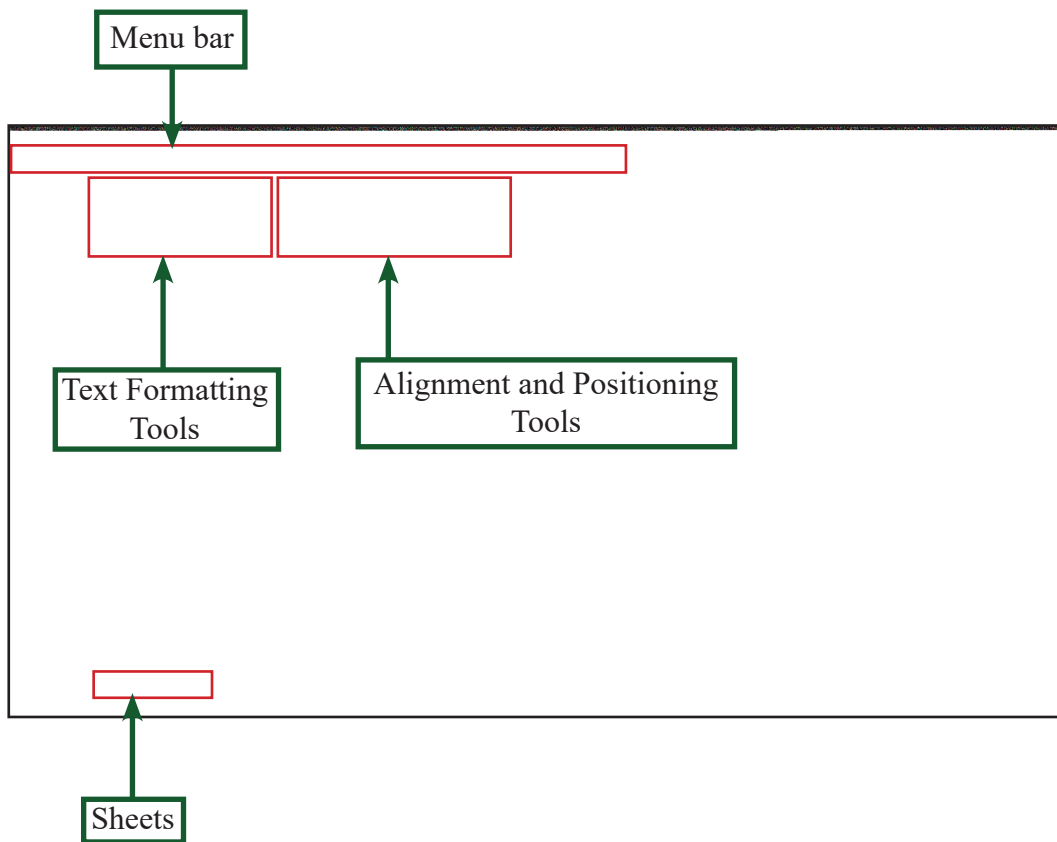 Menu bar
Text Formatting
Tools
Alignment and Positioning
Tools
Sheets